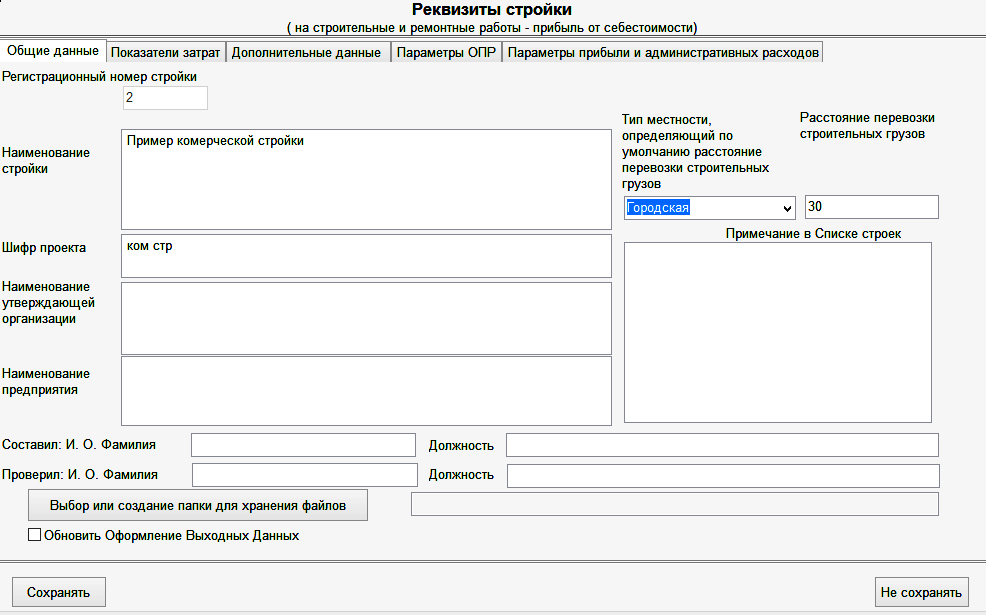 Реквизиты стройки
( на строительные и ремонтные работы - прибыль от себестоимости)
Общие данные
Показатели затрат
Дополнительные данные
Параметры ОПР
Параметры прибыли и административных расходов
Регистрационный номер стройки
2
Наименование
стройки
Пример комерческой стройки
Тип местности,
определяющий по
умолчанию расстояние
перевозки строительных
грузов
Расстояние перевозки
строительных грузов
Городская
30
Шифр проекта
ком стр
Примечание в Списке строек
Наименование
утверждающей
организации
Наименование
предприятия
Составил: И. О. Фамилия
Должность
Проверил: И. О. Фамилия
Должность
Выбор или создание папки для хранения файлов
Обновить Оформление Выходных Данных
Сохранять
Не сохранять